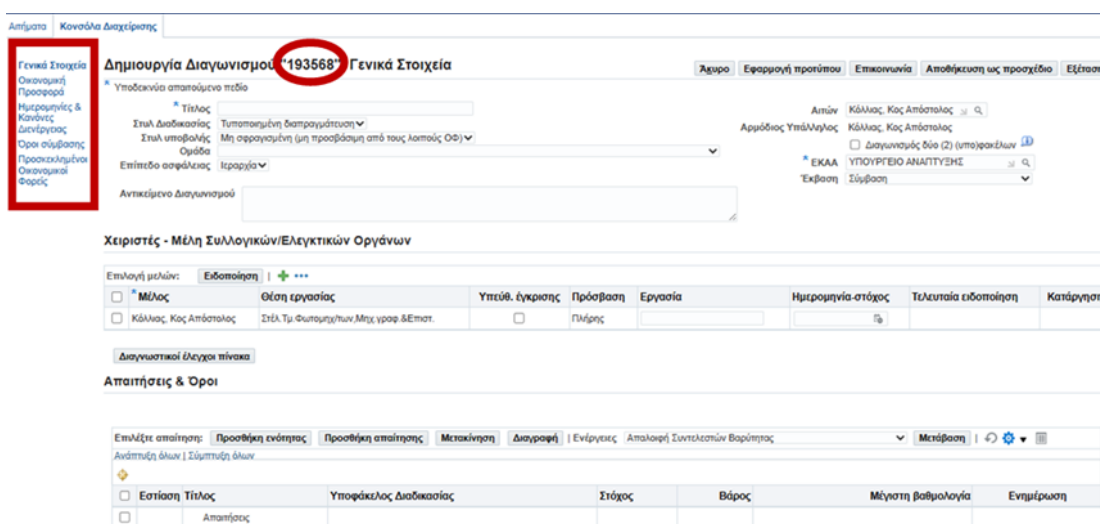 Αιτήματα Κονσόλα Διαχείρισης
Γενικά Στοιχεία
Οικονομική
Προσφορά
Ημερομηνίες &
Κανόνες
Διενέργειας
Όροι σύμβασης
Προσκεκλημένοι
Οικονομικοί
Φορείς
Δημιουργία Διαγωνισμού "193568": Γενικά Στοιχεία
Άκυρο Εφαρμογή προτύπου Επικοινωνία Αποθήκευση ως προσχέδιο
* Υποδεικνύει απαιτούμενο πεδίο
* Τίτλος
Στυλ Διαδικασίας Τυποποιημένη διαπραγμάτευση
Στυλ υποβολής Μη σφραγισμένη (μη προσβάσιμη από τους λοιπούς ΟΦ)
Ομάδα
Επίπεδο ασφάλειας Ιεραρχία
Αντικείμενο Διαγωνισμού
Αιτών Κόλλιας, Κος Απόστολος
Αρμόδιος Υπάλληλος Κόλλιας, Κος Απόστολος
Διαγωνισμός δύο (2) (υπο)φακέλων
* ΕΚΑΑ ΥΠΟΥΡΓΕΙΟ ΑΝΑΠΤΥΞΗΣ
Έκβαση Σύμβαση
Χειριστές - Μέλη Συλλογικών/Ελεγκτικών Οργάνων
Επιλογή μελών: Ειδοποίηση |
* Μέλος Θέση εργασίας Υπεύθ. έγκρισης Πρόσβαση Εργασία Ημερομηνία-στόχος Τελευταία ειδοποίηση Κατάργηση
Κόλλιας, Κος Απόστολος Στέλ.Τμ.Φωτομηχ/των,Μηχ.γραφ.&Επιστ. Πλήρης
Διαγνωστικοί έλεγχοι πίνακα
Απαιτήσεις & Όροι
Επιλέξτε απαίτηση: Προσθήκη ενότητας Προσθήκη απαίτησης Μετακίνηση Διαγραφή | Ενέργειες Απαλοιφή Συντελεστών Βαρύτητας Μετάβαση |
Ανάπτυξη όλων | Σύμπτυξη όλων
Εστίαση Τίτλος Υποφάκελος Διαδικασίας Στόχος Βάρος Μέγιστη βαθμολογία Ενημέρωση
Απαιτήσεις